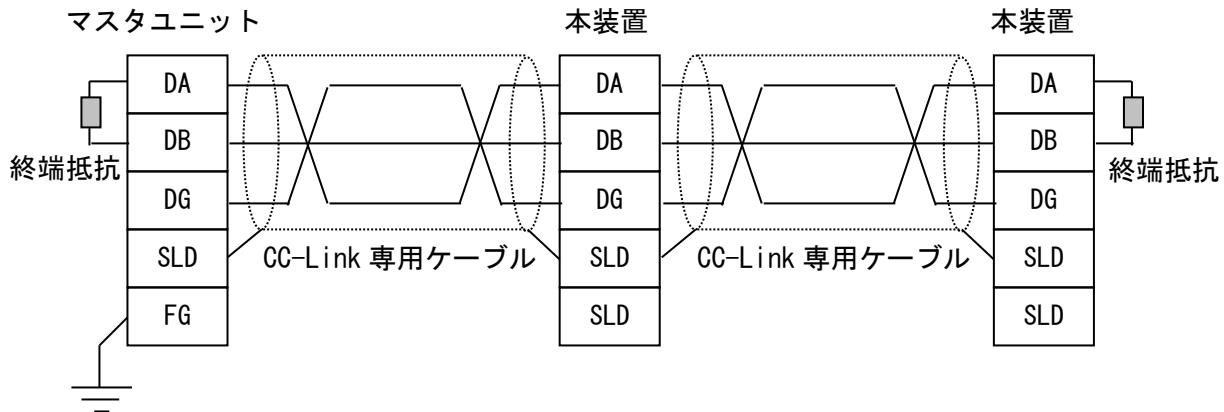 マスタユニット
本装置
本装置
DA
DA
DA
DB
DB
DB
終端抵抗
終端抵抗
DG
DG
DG
SLD
CC-Link 専用ケーブル
SLD
CC-Link 専用ケーブル
SLD
FG
SLD
SLD